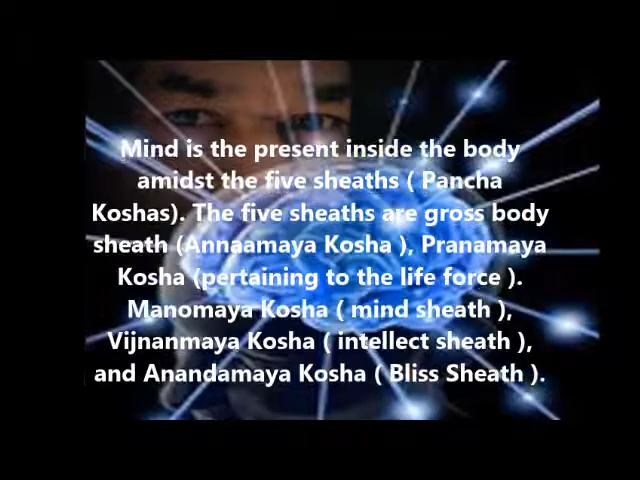 Mind is the present inside the body
amidst the five sheaths ( Pancha
Koshas). The five sheaths are gross body
sheath (Annaamaya Kosha ), Pranamaya
Kosha (pertaining to the life force ).
Manomaya Kosha ( mind sheath ),
Vijnanmaya Kosha ( intellect sheath ),
and Anandamaya Kosha ( Bliss Sheath ).